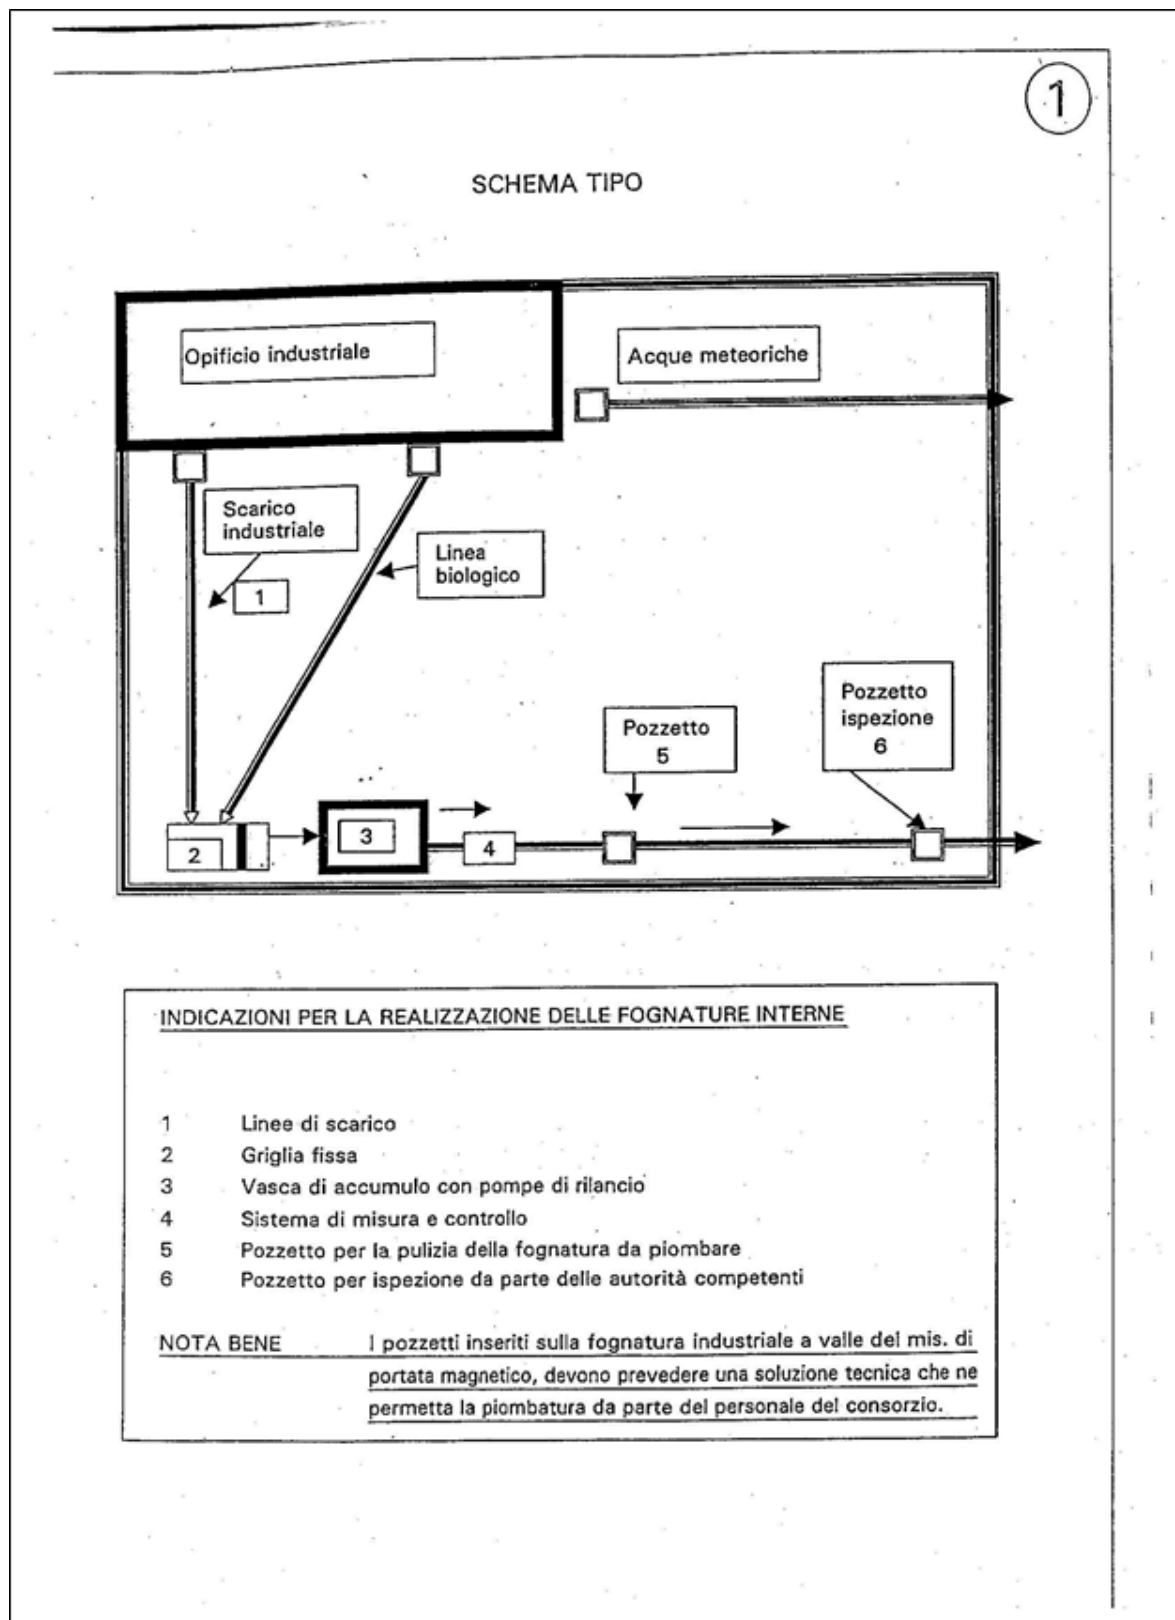 1
SCHEMA TIPO
Opificio industriale
Acque meteoriche
Scarico
industriale
1
Linea
biologico
Pozzetto
5
Pozzetto
ispezione
6
2
3
4
INDICAZIONI PER LA REALIZZAZIONE DELLE FOGNATURE INTERNE
1 Linee di scarico
2 Griglia fissa
3 Vasca di accumulo con pompe di rilancio
4 Sistema di misura e controllo
5 Pozzetto per la pulizia della fognatura da piombare
6 Pozzetto per ispezione da parte delle autorità competenti
NOTA BENE I pozzetti inseriti sulla fognatura industriale a valle del mis. di
portata magnetico, devono prevedere una soluzione tecnica che ne
permetta la piombatura da parte del personale del consorzio.